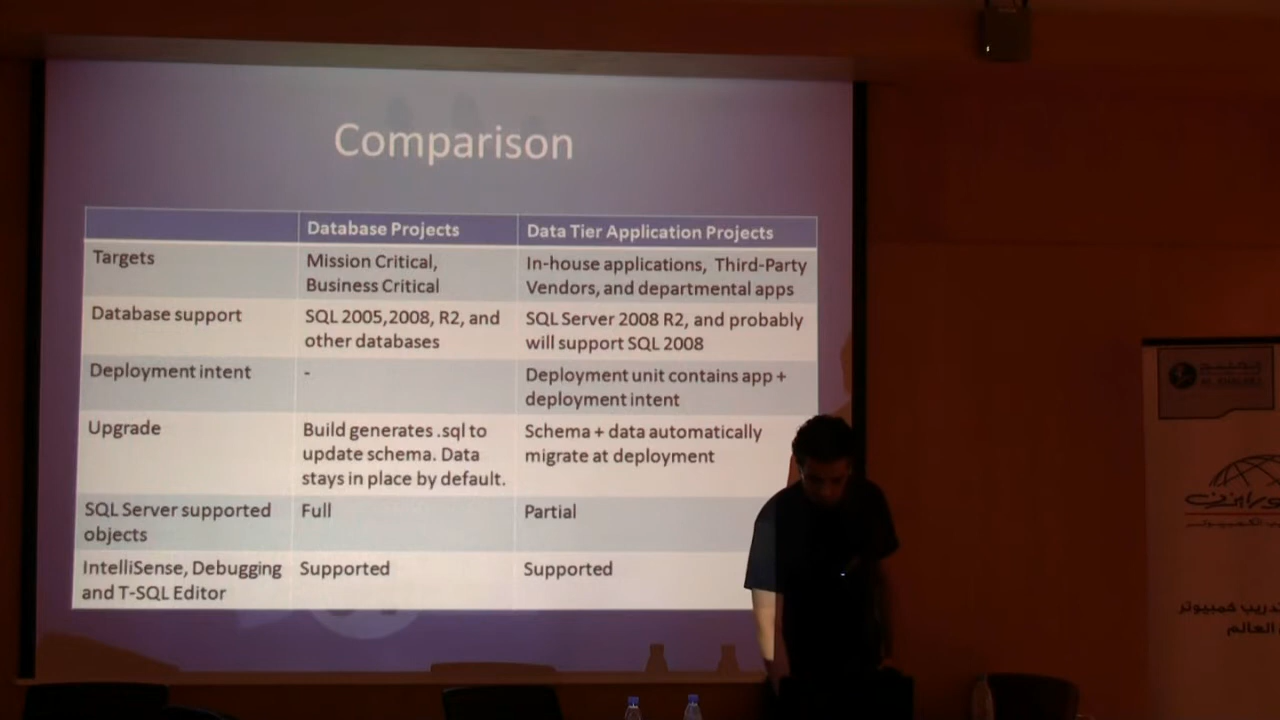 Comparison
Database Projects
Data Tier Application Projects
Targets
Mission Critical,
Business Critical
In-house applications, Third-Party
Vendors, and departmental apps
Database support
SQL 2005,2008, R2, and
other databases
SQL Server 2008 R2, and probably
will support SQL 2008
Deployment intent
-
Deployment unit contains app +
deployment intent
Upgrade
Build generates .sql to
update schema. Data
stays in place by default.
Schema + data automatically
migrate at deployment
SQL Server supported
objects
Full
Partial
IntelliSense, Debugging
and T-SQL Editor
Supported
Supported
كمبيوتر
العالم